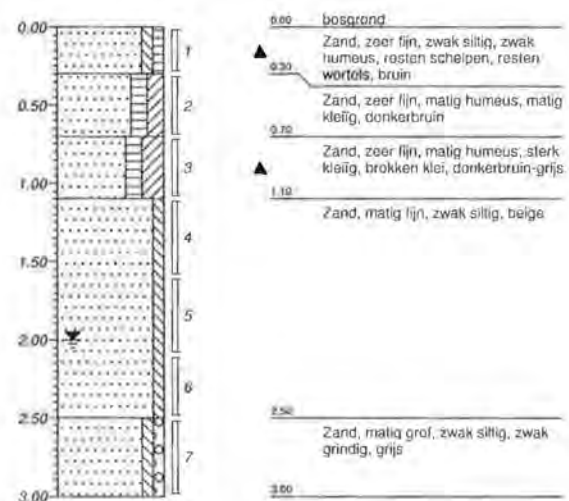 0.00
0.50
1.00
1.50
2.00
2.50
3.00
1
2
3
4
5
6
7
0.00 bosgrond
Zand, zeer fijn, zwak siltig, zwak
humeus, resten schelpen, resten
wortels, bruin
0.30
Zand, zeer fijn, matig humeus, matig
kleiïg, donkerbruin
0.70
Zand, zeer fijn, matig humeus, sterk
kleiïg, brokken klei, donkerbruin-grijs
1.10
Zand, matig fijn, zwak siltig, beige
2.50
Zand, matig grof, zwak siltig, zwak
grindig, grijs
3.00